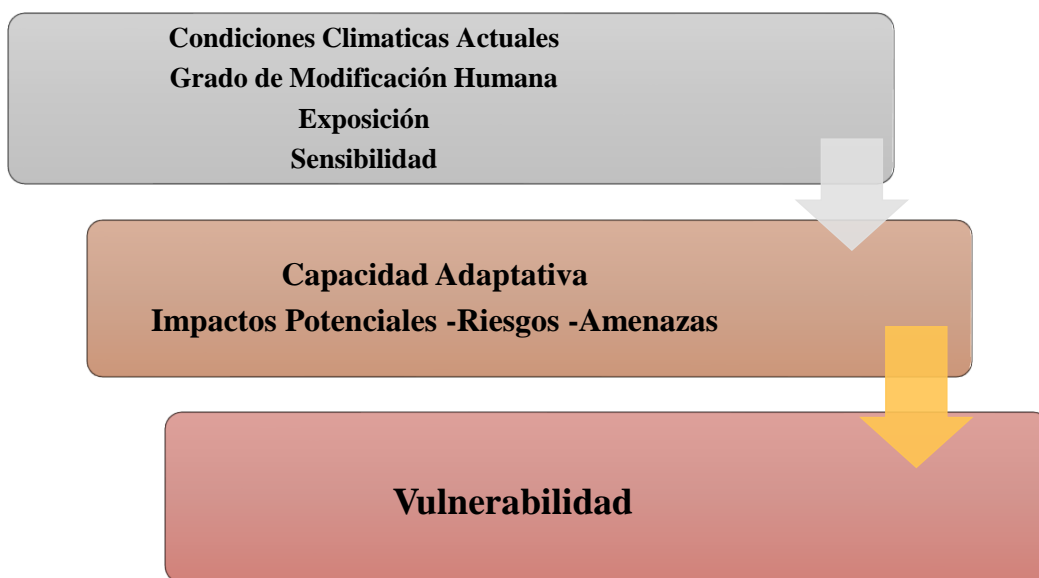 Condiciones Climaticas Actuales
Grado de Modificación Humana
Exposición
Sensibilidad
Capacidad Adaptativa
Impactos Potenciales -Riesgos -Amenazas
Vulnerabilidad